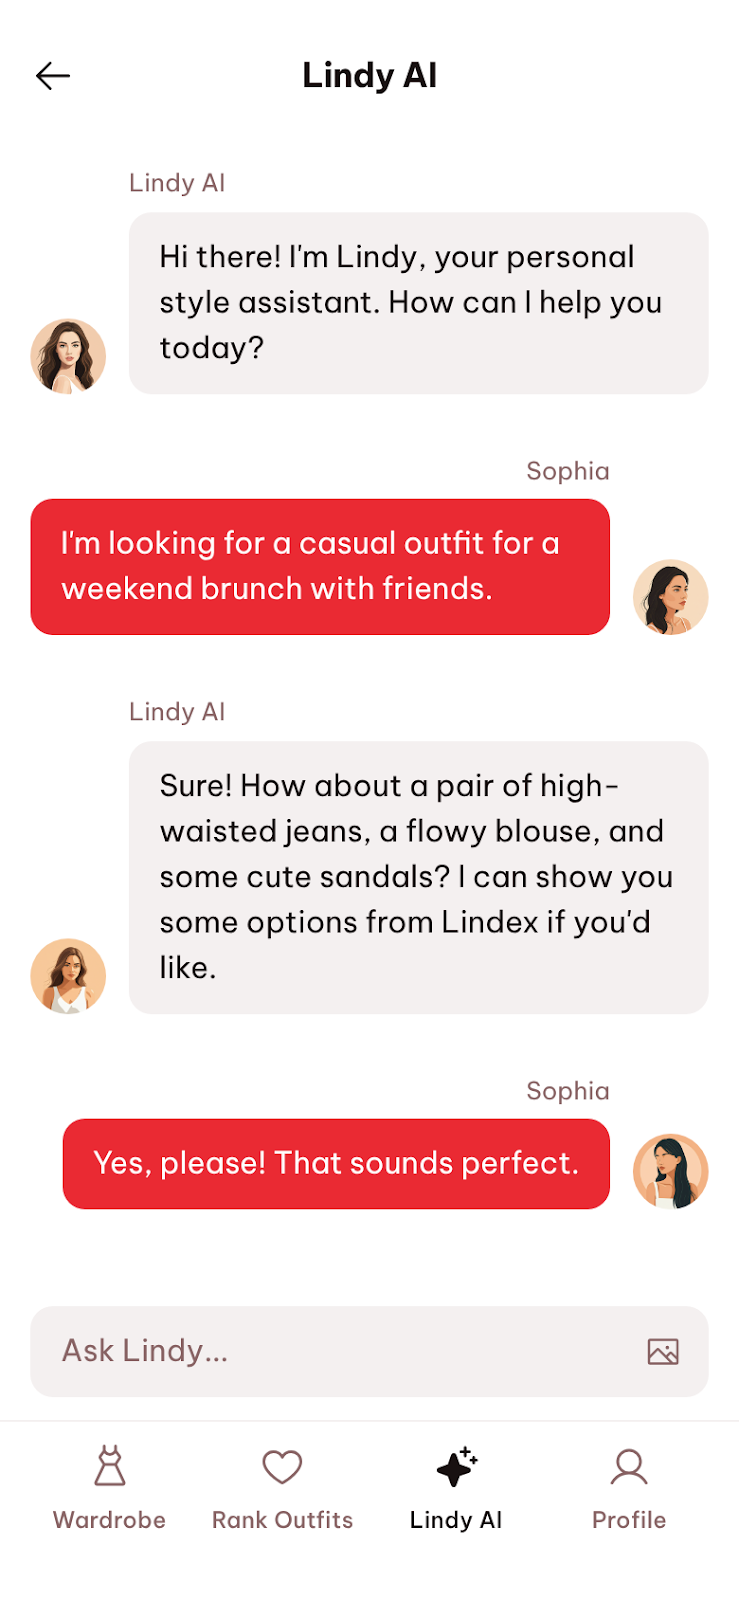 Lindy AI
Lindy AI
Hi there! I'm Lindy, your personal
style assistant. How can I help you
today?
Sophia
I'm looking for a casual outfit for a
weekend brunch with friends.
Lindy AI
Sure! How about a pair of high-
waisted jeans, a flowy blouse, and
some cute sandals? I can show you
some options from Lindex if you'd
like.
Sophia
Yes, please! That sounds perfect.
Ask Lindy...
Wardrobe
Rank Outfits
Lindy AI
Profile